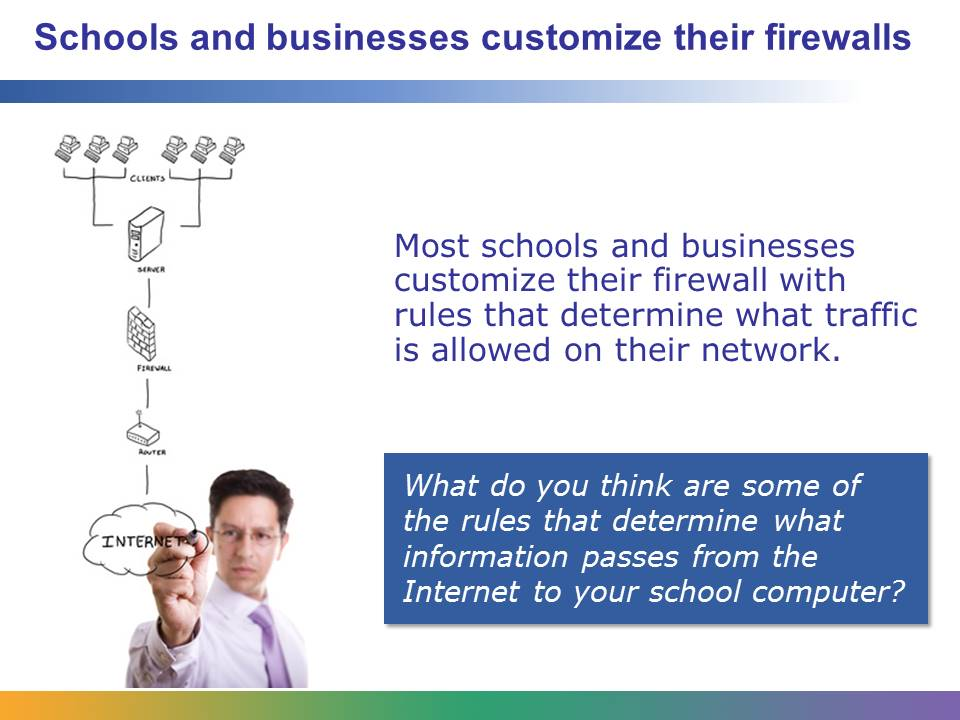 Schools and businesses customize their firewalls
CLIENTS
SERVER
FIREWALL
ROUTER
INTERNET
Most schools and businesses
customize their firewall with
rules that determine what traffic
is allowed on their network.
What do you think are some of
the rules that determine what
information passes from the
Internet to your school computer?